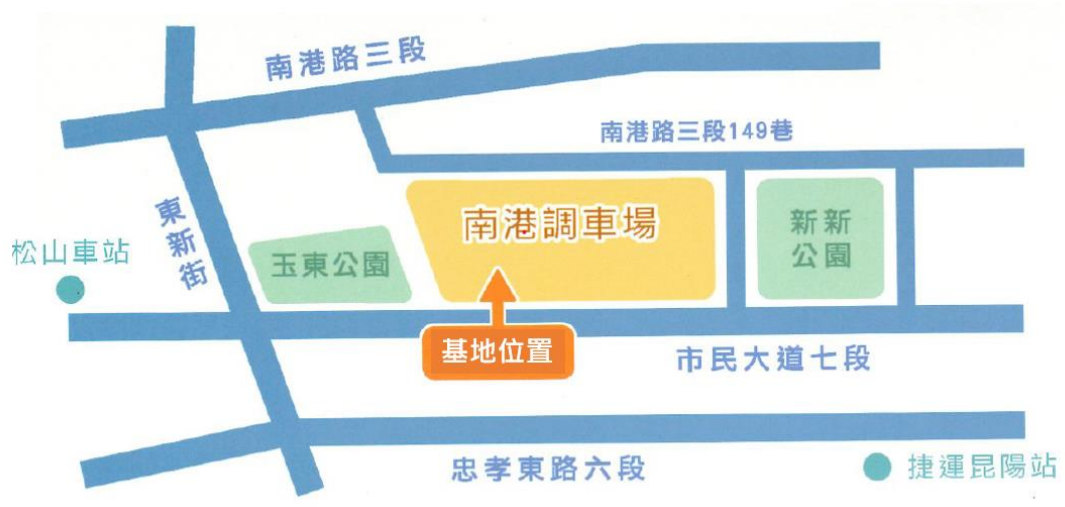 南港路三段
南港路三段149巷
東新街
松山車站
玉東公園
南港調車場
新新
公園
基地位置
市民大道七段
忠孝東路六段
捷運昆陽站